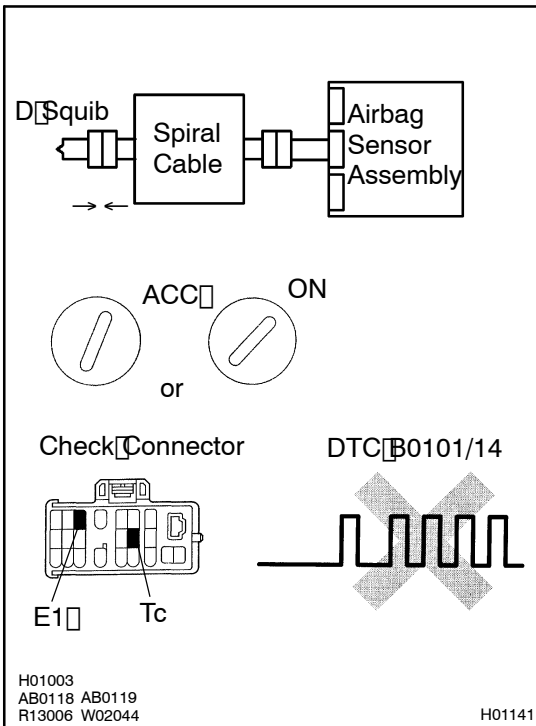 D Squib
Spiral
Cable
Airbag
Sensor
Assembly
ACC
ON
or
Check Connector
DTC B0101/14
E1
Tc
H01003
AB0118 AB0119
R13006 W02044
H01141